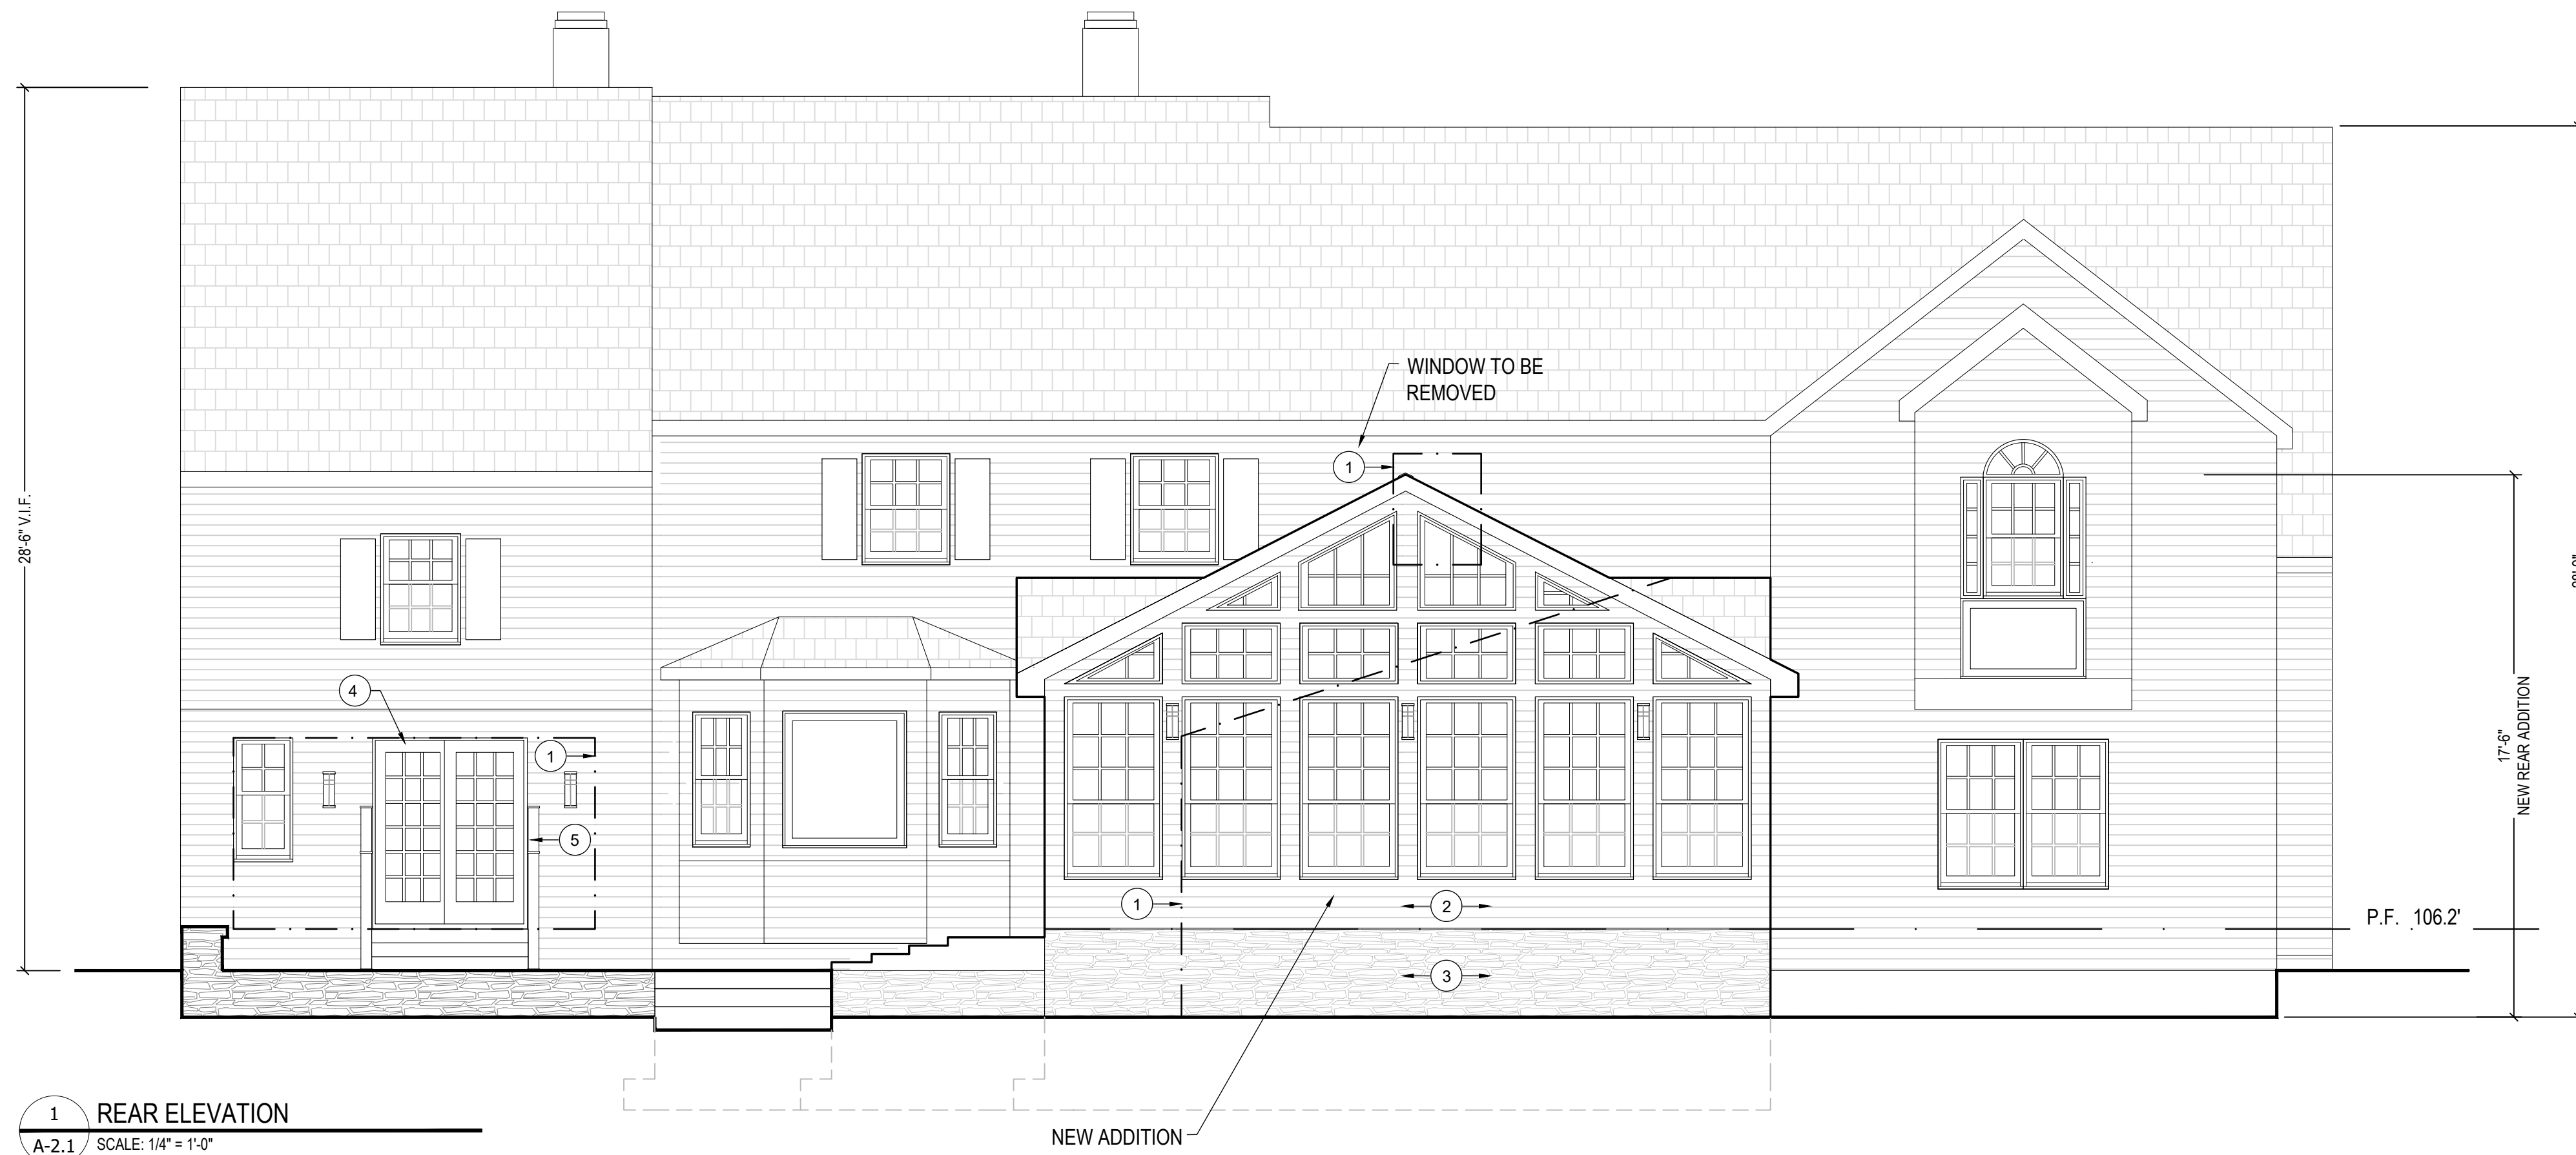 WINDOW TO BE
REMOVED
1
28'-6" V.I.F.
4
1
5
1
2
3
17'-6"
NEW REAR ADDITION
P.F. 106.2'
NEW ADDITION
1
A-2.1
REAR ELEVATION
SCALE: 1/4" = 1'-0"